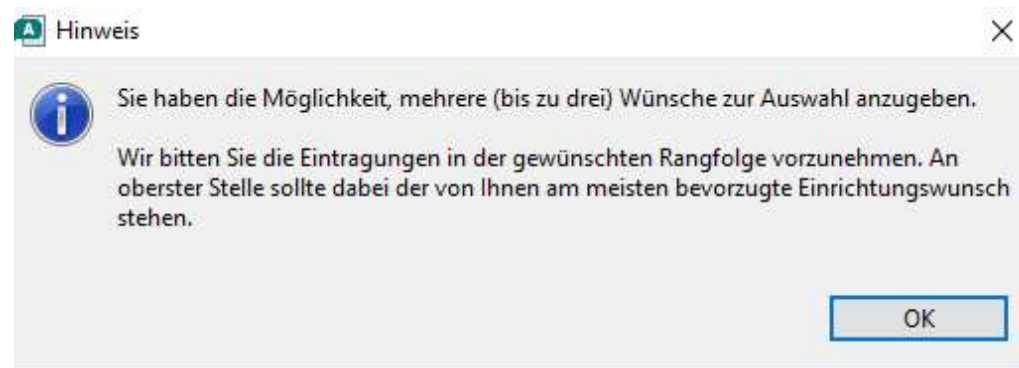 A Hinweis
Sie haben die Möglichkeit, mehrere (bis zu drei) Wünsche zur Auswahl anzugeben.
Wir bitten Sie die Eintragungen in der gewünschten Rangfolge vorzunehmen. An
oberster Stelle sollte dabei der von Ihnen am meisten bevorzugte Einrichtungswunsch
stehen.
OK